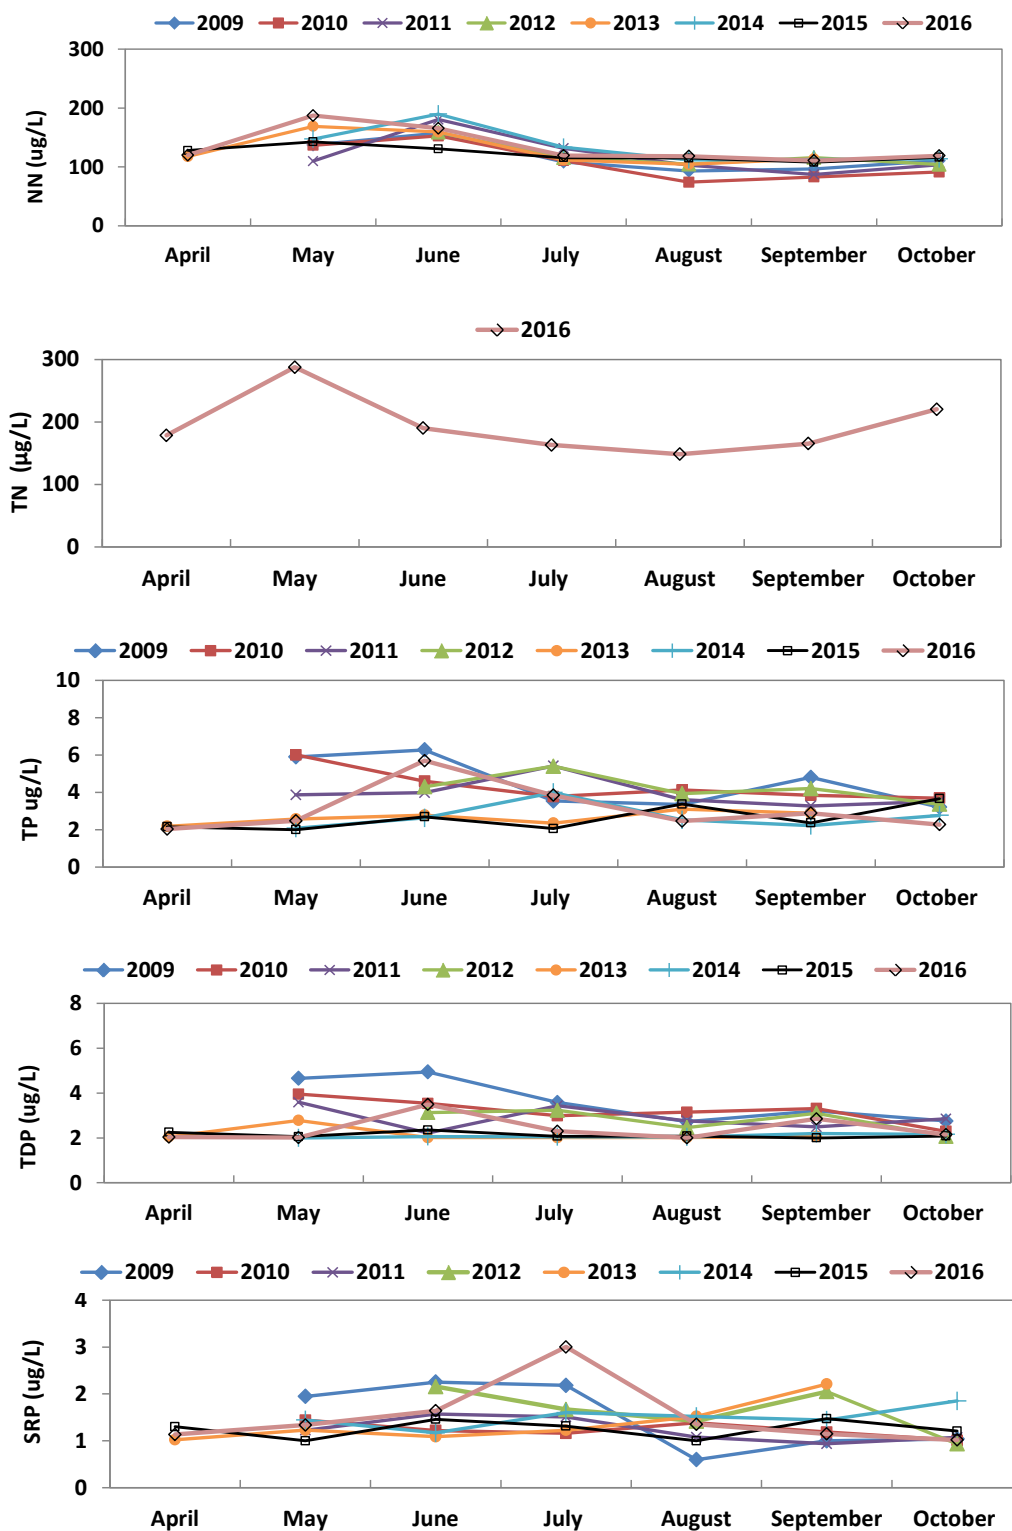 2009 2010 2011 2012 2013 2014 2015 2016
NN (ug/L)
300
200
100
0
April May June July August September October
2016
TN (µg/L)
300
200
100
0
April May June July August September October
2009 2010 2011 2012 2013 2014 2015 2016
TP ug/L)
10
8
6
4
2
0
April May June July August September October
2009 2010 2011 2012 2013 2014 2015 2016
TDP (ug/L)
8
6
4
2
0
April May June July August September October
2009 2010 2011 2012 2013 2014 2015 2016
SRP (ug/L)
4
3
2
1
0
April May June July August September October